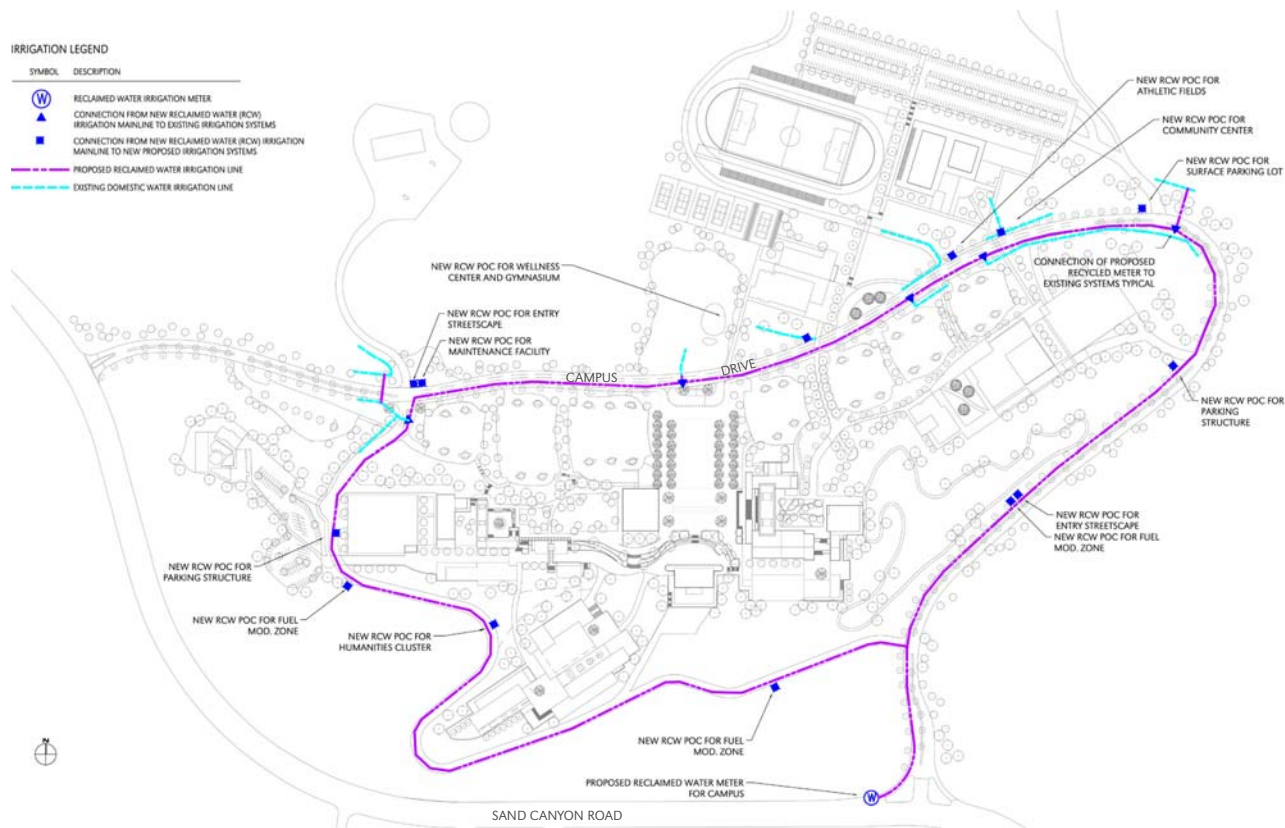 IRRIGATION LEGEND
SYMBOL DESCRIPTION
W
RECLAIMED WATER IRRIGATION METER
CONNECTION FROM NEW RECLAIMED WATER (RCW)
IRRIGATION MAINLINE TO EXISTING IRRIGATION SYSTEMS
CONNECTION FROM NEW RECLAIMED WATER (RCW) IRRIGATION
MAINLINE TO NEW PROPOSED IRRIGATION SYSTEMS
PROPOSED RECLAIMED WATER IRRIGATION LINE
EXISTING DOMESTIC WATER IRRIGATION LINE
NEW RCW POC FOR
ATHLETIC FIELDS
NEW RCW POC FOR
COMMUNITY CENTER
NEW RCW POC FOR
SURFACE PARKING LOT
CONNECTION OF PROPOSED
RECYCLED METER TO
EXISTING SYSTEMS TYPICAL
NEW RCW POC FOR WELLNESS
CENTER AND GYMNASIUM
NEW RCW POC FOR ENTRY
STREETSCAPE
NEW RCW POC FOR
MAINTENANCE FACILITY
CAMPUS DRIVE
NEW RCW POC FOR
PARKING
STRUCTURE
NEW RCW POC FOR
ENTRY STREETSCAPE
NEW RCW POC FOR FUEL
MOD. ZONE
NEW RCW POC FOR
PARKING STRUCTURE
NEW RCW POC FOR FUEL
MOD. ZONE
NEW RCW POC FOR
HUMANITIES CLUSTER
NEW RCW POC FOR FUEL
MOD. ZONE
PROPOSED RECLAIMED WATER METER
FOR CAMPUS
W
SAND CANYON ROAD
N